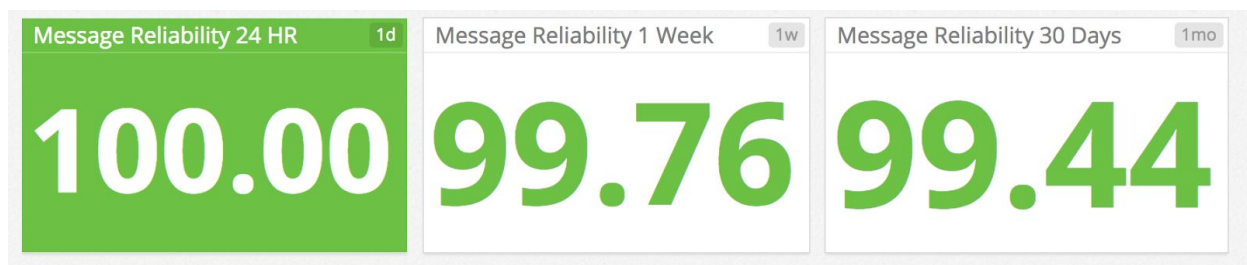 Message Reliability 24 HR 1d
100.00
Message Reliability 1 Week 1w
99.76
Message Reliability 30 Days 1mo
99.44